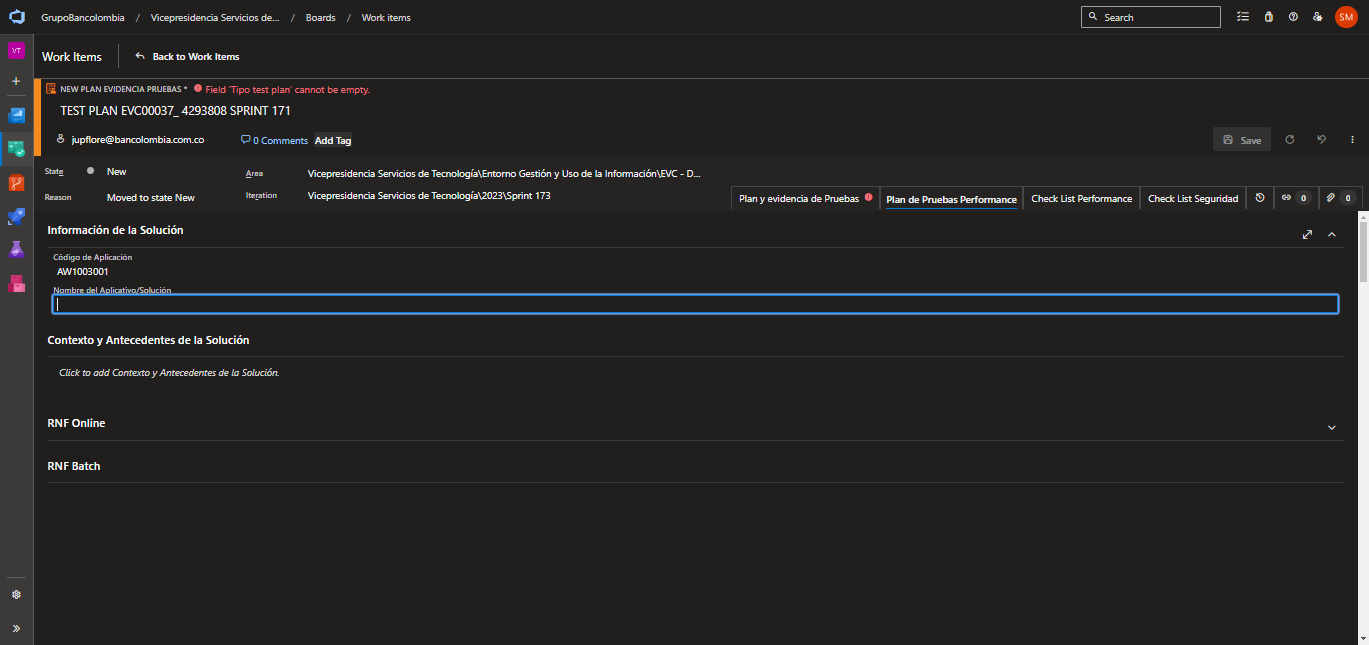 GrupoBancolombia / Vicepresidencia Servicios de... / Boards / Work items
Search
SM
VT
Work Items
Back to Work Items
NEW PLAN EVIDENCIA PRUEBAS * Field 'Tipo test plan' cannot be empty.
TEST PLAN EVC00037_ 4293808 SPRINT 171
jupflore@bancolombia.com.co
0 Comments
Add Tag
Save
State
New
Area
Vicepresidencia Servicios de Tecnología\Entorno Gestión y Uso de la Información\EVC - D...
Reason
Moved to state New
Iteration
Vicepresidencia Servicios de Tecnología\2023\Sprint 173
Plan y evidencia de Pruebas
Plan de Pruebas Performance
Check List Performance
Check List Seguridad
0
0
Información de la Solución
Código de Aplicación
AW1003001
Nombre del Aplicativo/Solución
Contexto y Antecedentes de la Solución
Click to add Contexto y Antecedentes de la Solución.
RNF Online
RNF Batch